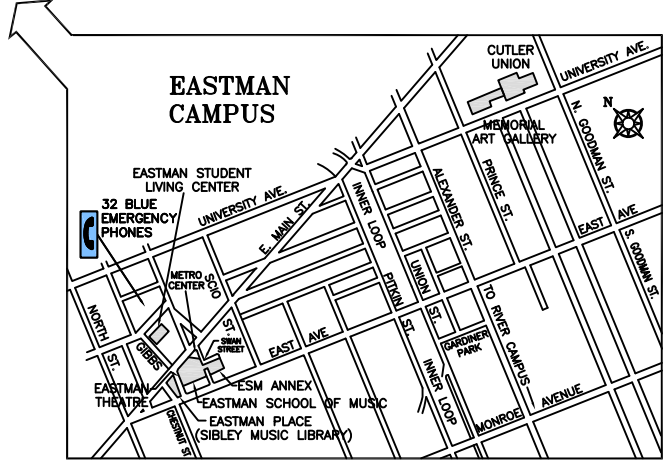 EASTMAN
CAMPUS
CUTLER
UNION
UNIVERSITY AVE.
N
MEMORIAL
ART GALLERY
N. GOODMAN ST.
EASTMAN STUDENT
LIVING CENTER
32 BLUE
EMERGENCY
PHONES
UNIVERSITY AVE.
E. MAIN ST.
INNER LOOP
ALEXANDER ST.
PRINCE ST.
EAST AVE
S. GOODMAN ST.
METRO
CENTER
SCIO ST.
PITKIN ST.
UNION ST.
TO RIVER CAMPUS
NORTH ST.
GIBBS
SWAN
STREET
EAST AVE
GARDINER
PARK
INNER LOOP
EASTMAN
THEATRE
ESM ANNEX
EASTMAN SCHOOL OF MUSIC
EASTMAN PLACE
(SIBLEY MUSIC LIBRARY)
CHESTNUT ST
MONROE AVENUE